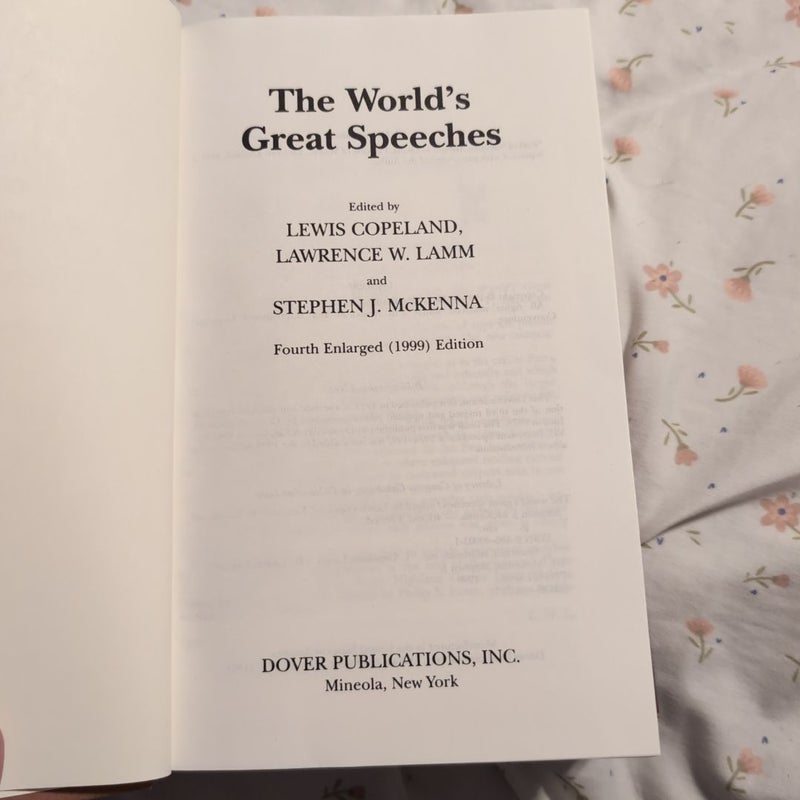 The World's
Great Speeches
Edited by
LEWIS COPELAND,
LAWRENCE W. LAMM
and
STEPHEN J. McKENNA
Fourth Enlarged (1999) Edition
DOVER PUBLICATIONS, INC.
Mineola, New York